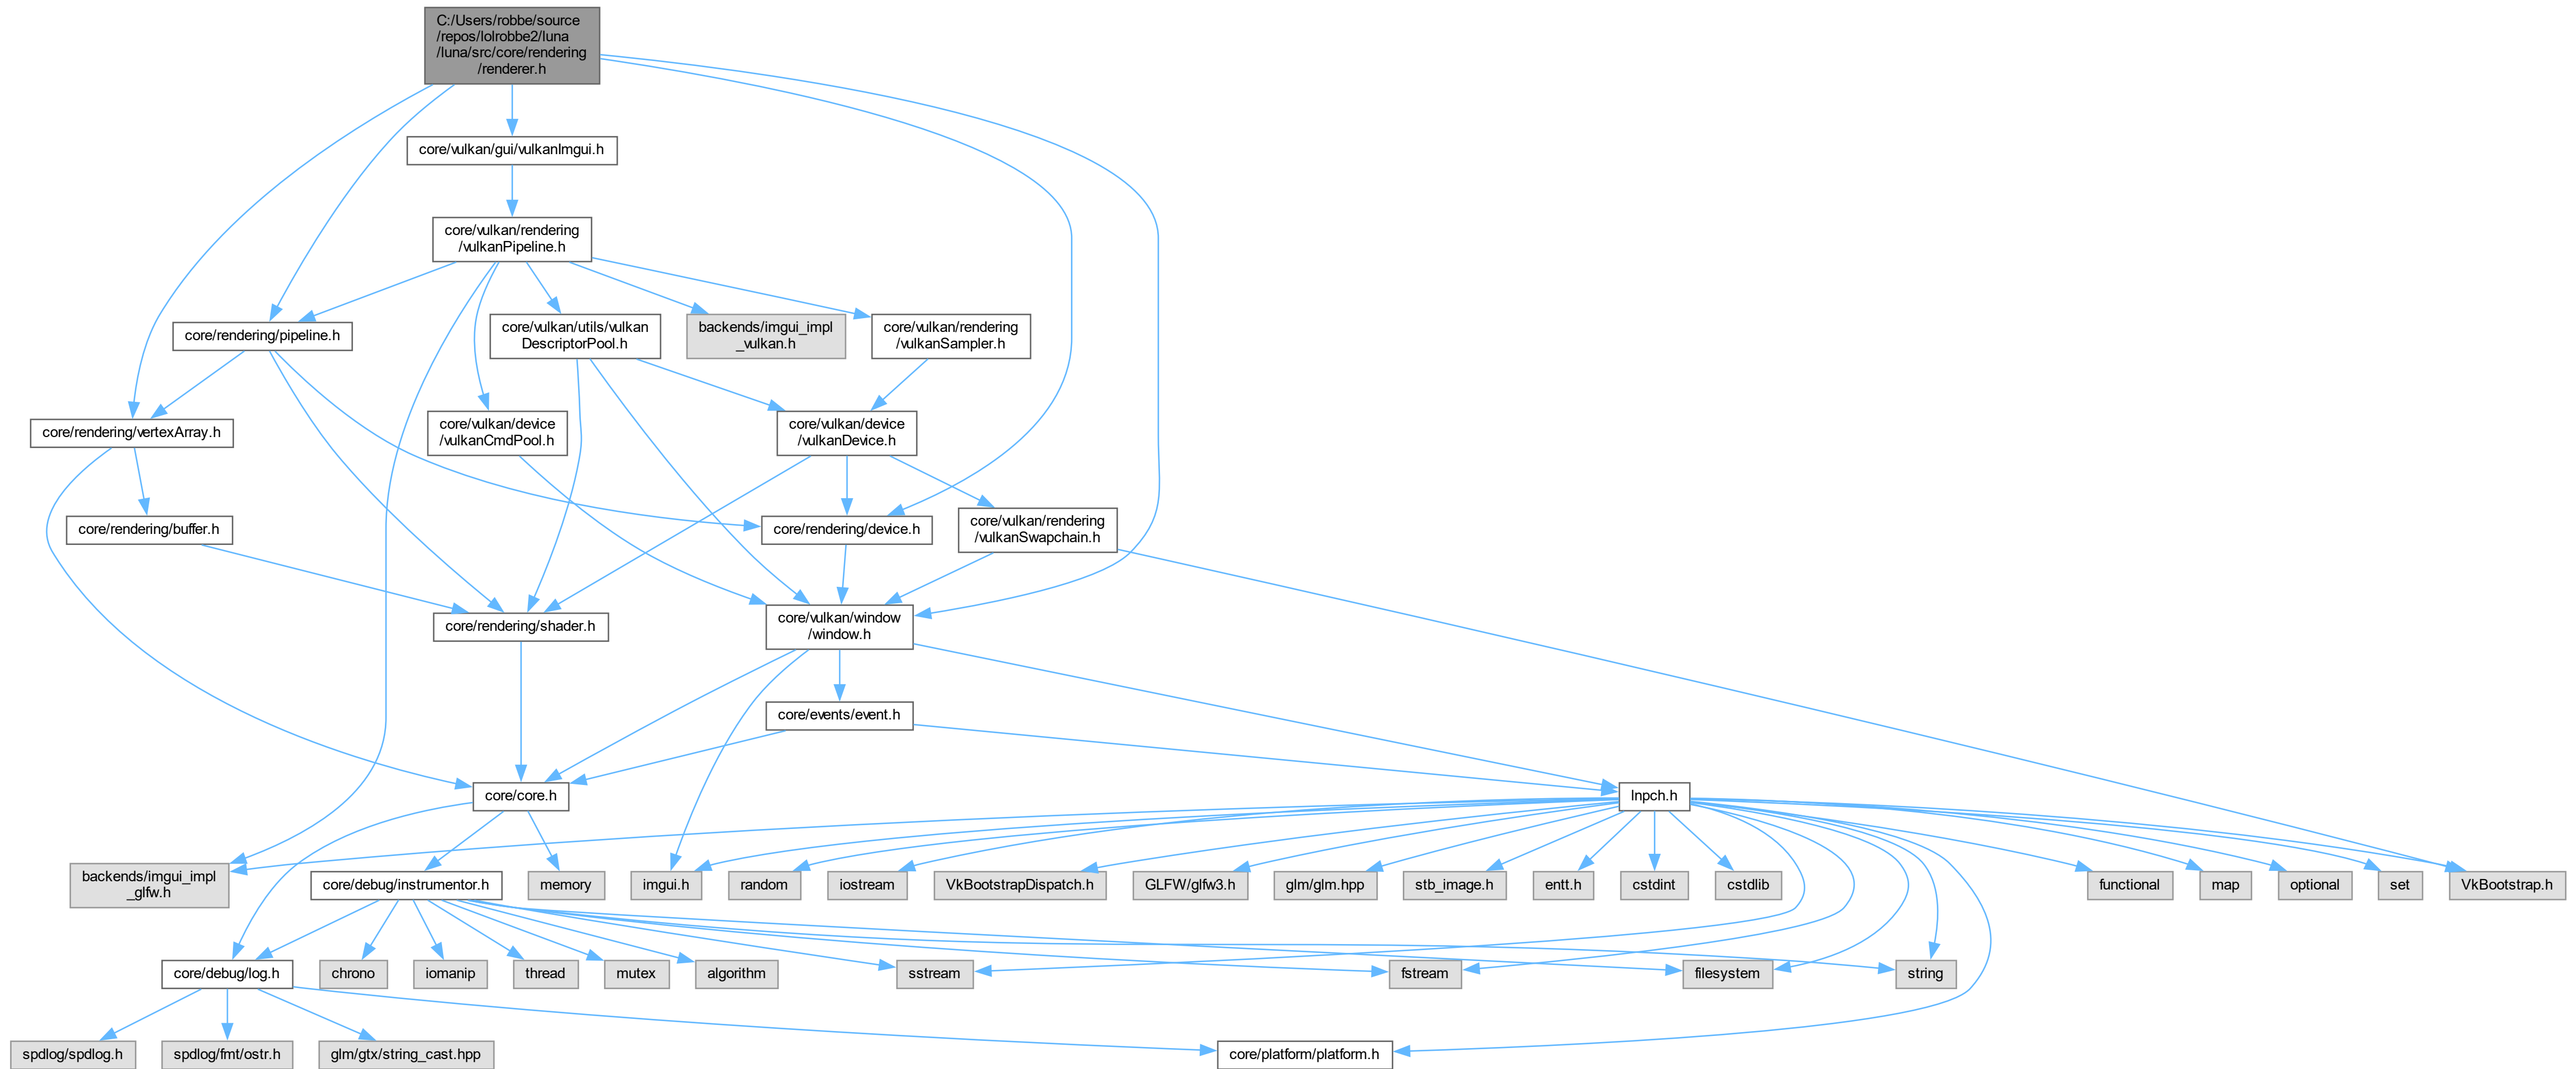 C:/Users/robbe/source
/repos/lolrobbe2/luna
/luna/src/core/rendering
/renderer.h
core/vulkan/gui/vulkanImgui.h
core/vulkan/rendering
/vulkanPipeline.h
core/rendering/pipeline.h
core/vulkan/utils/vulkan
DescriptorPool.h
backends/imgui_impl
_vulkan.h
core/vulkan/rendering
/vulkanSampler.h
core/rendering/vertexArray.h
core/vulkan/device
/vulkanCmdPool.h
core/vulkan/device
/vulkanDevice.h
core/rendering/buffer.h
core/rendering/device.h
core/vulkan/rendering
/vulkanSwapchain.h
core/rendering/shader.h
core/vulkan/window
/window.h
core/events/event.h
core/core.h
lnpch.h
backends/imgui_impl
_glfw.h
core/debug/instrumentor.h
memory
imgui.h
random
iostream
VkBootstrapDispatch.h
GLFW/glfw3.h
glm/glm.hpp
stb_image.h
entt.h
cstdint
cstdlib
functional
map
optional
set
VkBootstrap.h
core/debug/log.h
chrono
iomanip
thread
mutex
algorithm
sstream
fstream
filesystem
string
spdlog/spdlog.h
spdlog/fmt/ostr.h
glm/gtx/string_cast.hpp
core/platform/platform.h